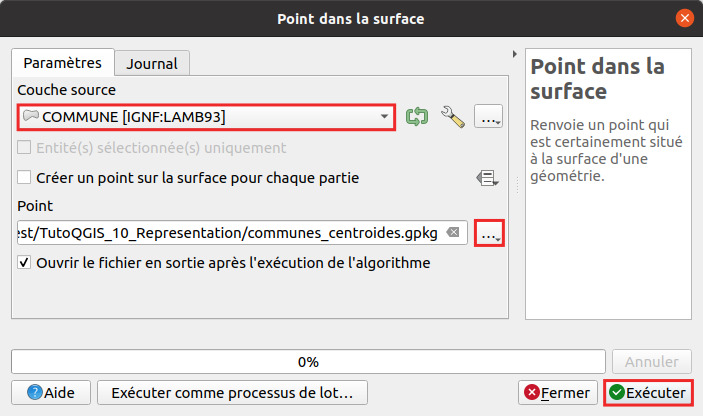 Point dans la surface
Paramètres
Journal
Couche source
COMMUNE [IGNF:LAMB93]
...
Entité(s) sélectionnée(s) uniquement
Créer un point sur la surface pour chaque partie
Point
est/TutoQGIS_10_Representation/communes_centroides.gpkg
...
Ouvrir le fichier en sortie après l'exécution de l'algorithme
Point dans la
surface
Renvoie un point qui
est certainement situé
à la surface d'une
géométrie.
0%
Annuler
Aide
Exécuter comme processus de lot...
Fermer
Exécuter